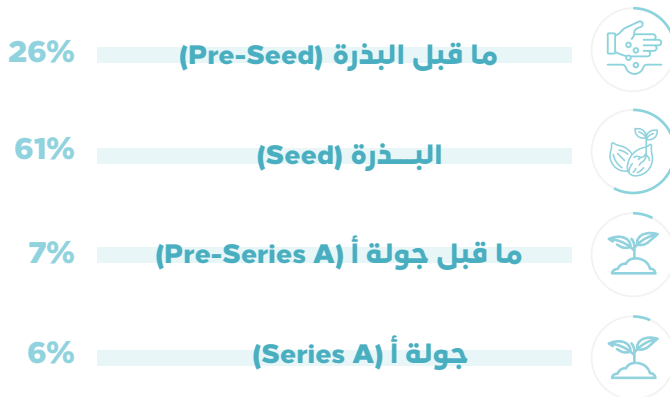 ما قبل البذرة (Pre-Seed) 26%
البـــذرة (Seed) 61%
ما قبل جولة أ (Pre-Series A) 7%
جولة أ (Series A) 6%